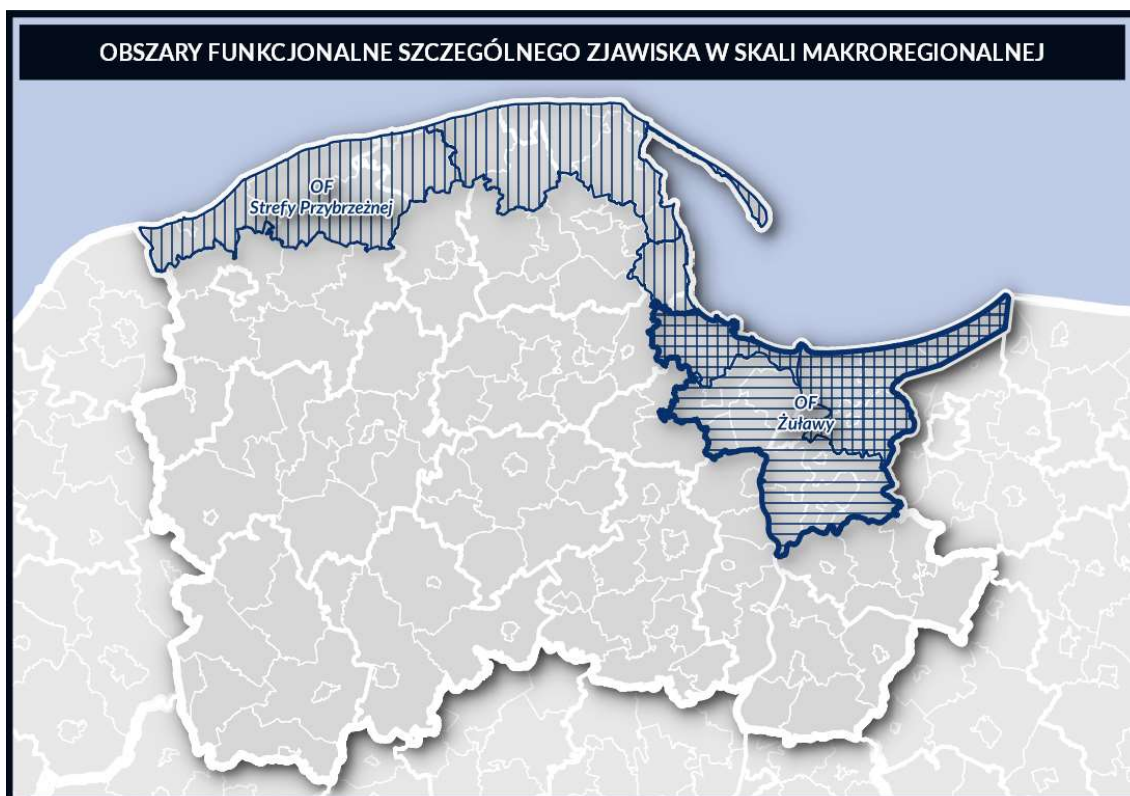 OBSZARY FUNKCJONALNE SZCZEGÓLNEGO ZJAWISKA W SKALI MAKROREGIONALNEJ
OF
Strefy Przybrzeżnej
OF
Żuławy